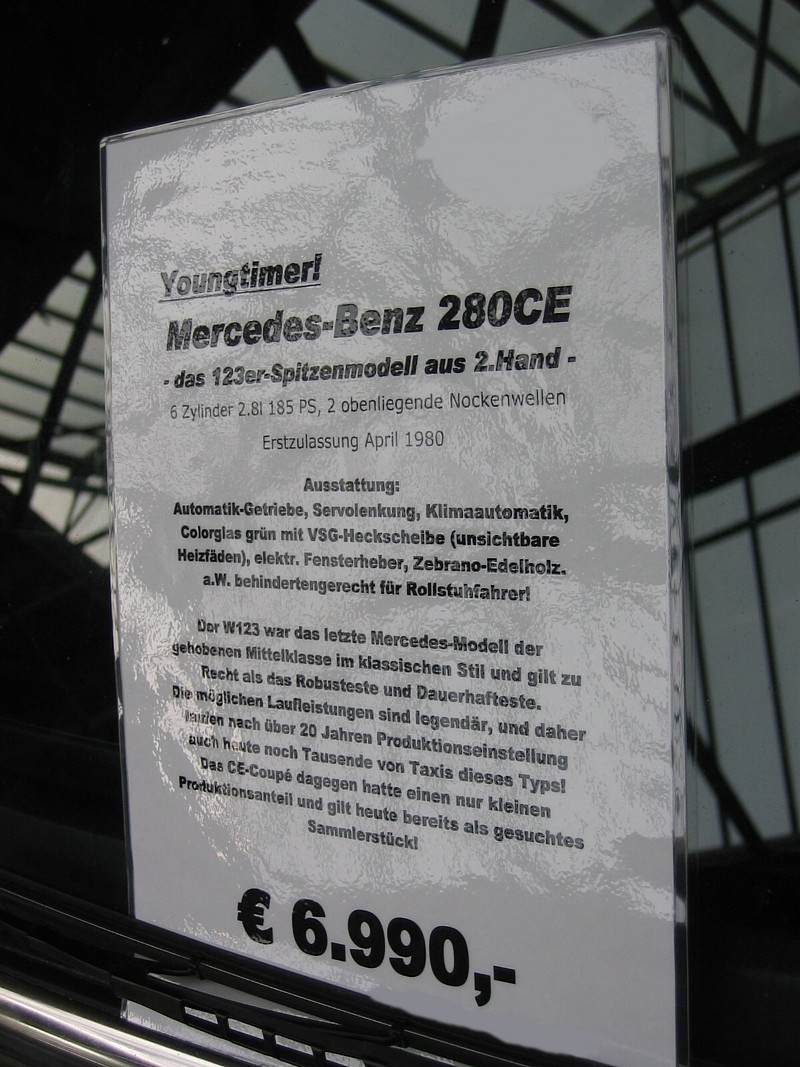 Youngtimer!
Mercedes-Benz 280CE
- das 123er-Spitzenmodell aus 2.Hand -
6 Zylinder 2.8l 185 PS, 2 obenliegende Nockenwellen
Erstzulassung April 1980
Ausstattung:
Automatik-Getriebe, Servolenkung, Klimaautomatik,
Colorglas grün mit VSG-Heckscheibe (unsichtbare
Heizfäden), elektr. Fensterheber, Zebrano-Edelholz.
a.W. behindertengerecht für Rollstuhfahrer!
Der W123 war das letzte Mercedes-Modell der
gehobenen Mittelklasse im klassischen Stil und gilt zu
Recht als das Robusteste und Dauerhafteste.
Die möglichen Laufleistungen sind legendär, und daher
laufen nach über 20 Jahren Produktionseinstellung
auch heute noch Tausende von Taxis dieses Typs!
Das CE-Coupé dagegen hatte einen nur kleinen
Produktionsanteil und gilt heute bereits als gesuchtes
Sammlerstück!
€ 6.990,-